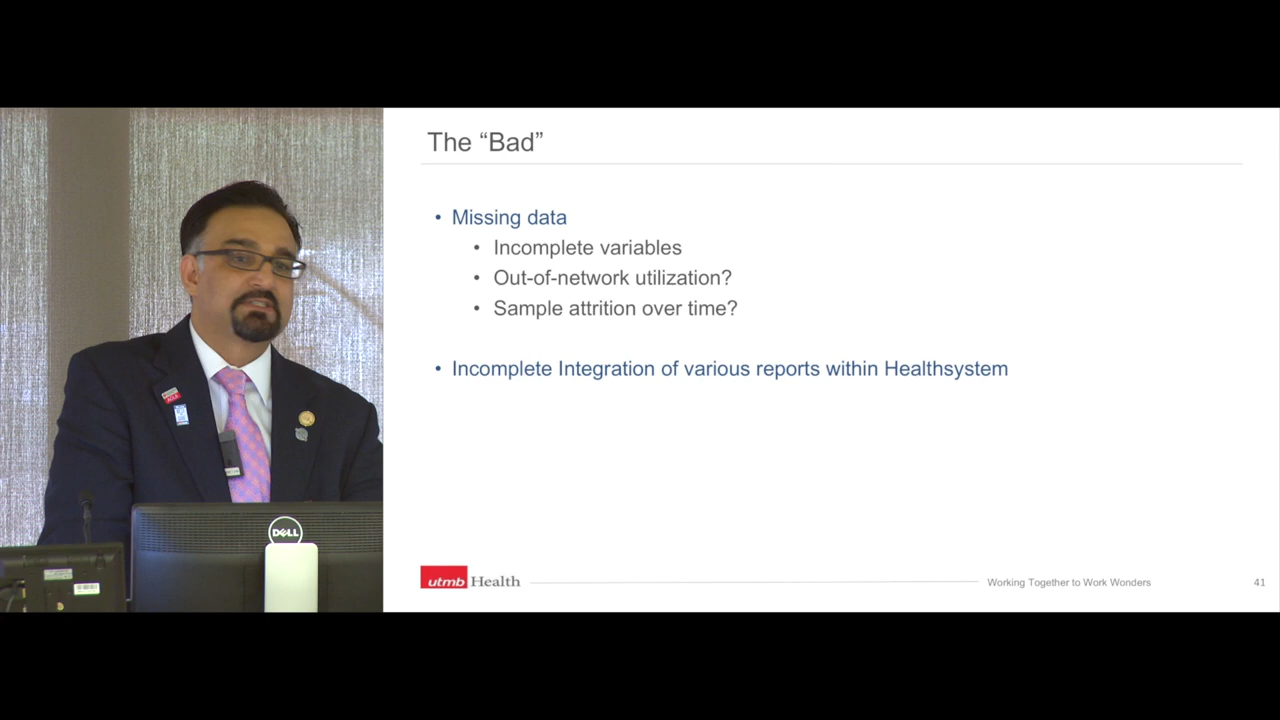 The “Bad”
• Missing data
• Incomplete variables
• Out-of-network utilization?
• Sample attrition over time?
• Incomplete Integration of various reports within Healthsystem
DELL
utmb Health
Working Together to Work Wonders
41